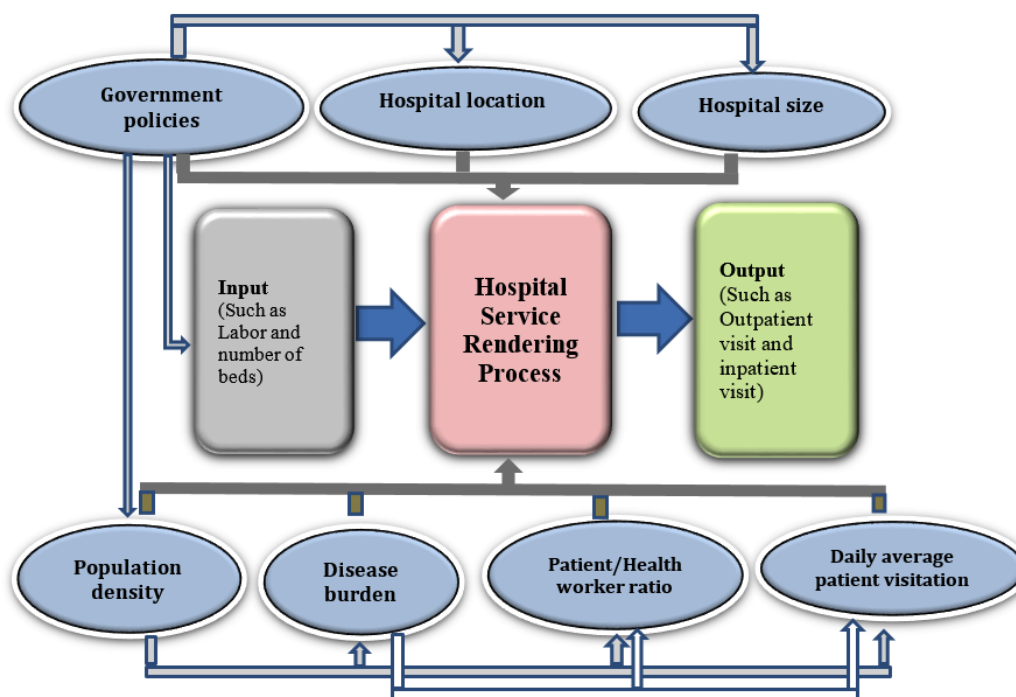 Government
policies
Hospital location
Hospital size
Input
(Such as
Labor and
number of
beds)
Hospital
Service
Rendering
Process
Output
(Such as
Outpatient
visit and
inpatient
visit)
Population
density
Disease
burden
Patient/Health
worker ratio
Daily average
patient visitation